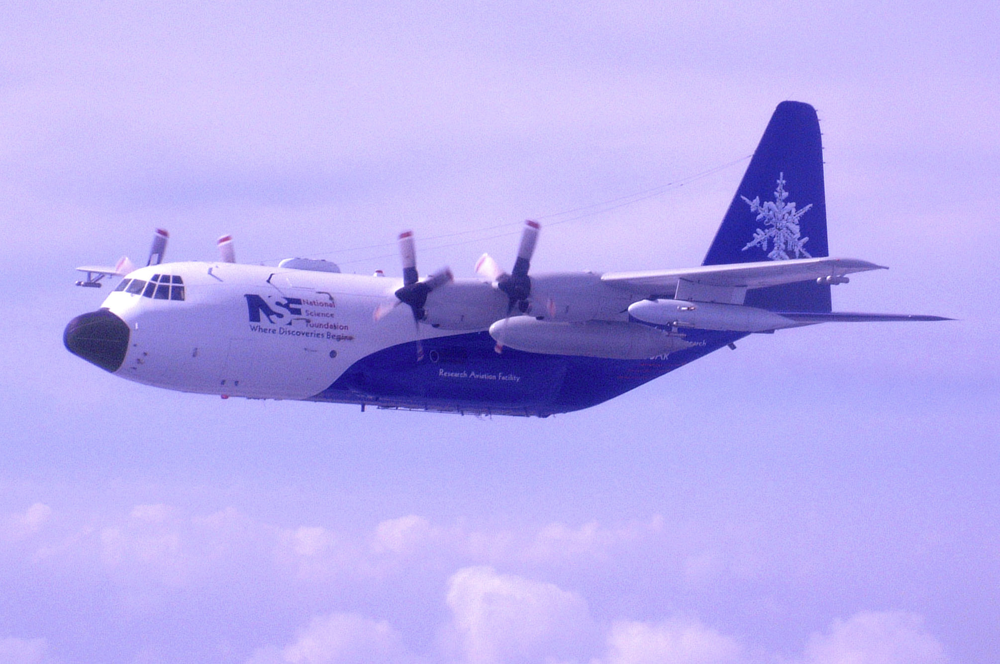 NSF
National
Science
Foundation
Where Discoveries Begin
Research Aviation Facility